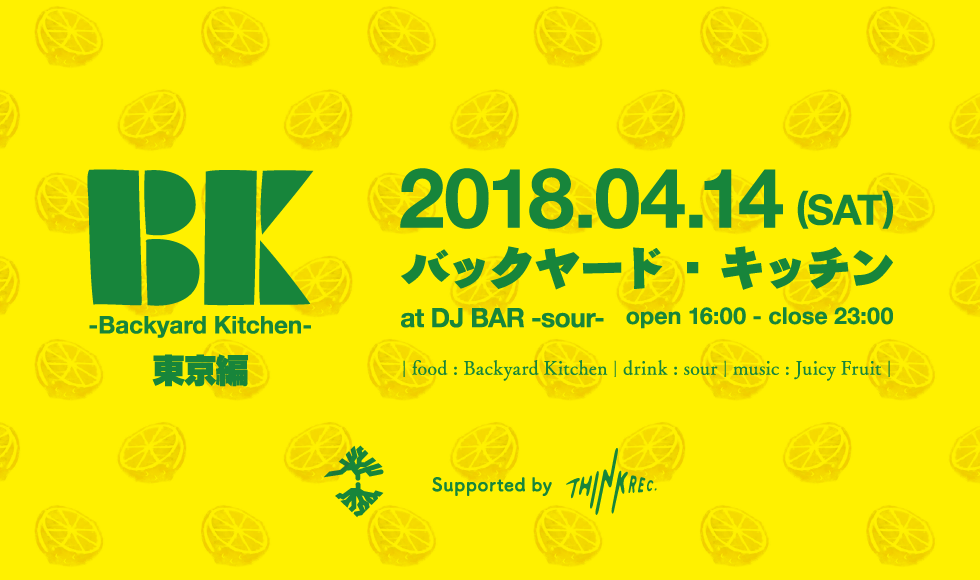 BK
-Backyard Kitchen-
東京編
2018.04.14 (SAT)
バックヤード・キッチン
at DJ BAR -sour- open 16:00 - close 23:00
| food : Backyard Kitchen | drink : sour | music : Juicy Fruit |
Supported by THINKREC.